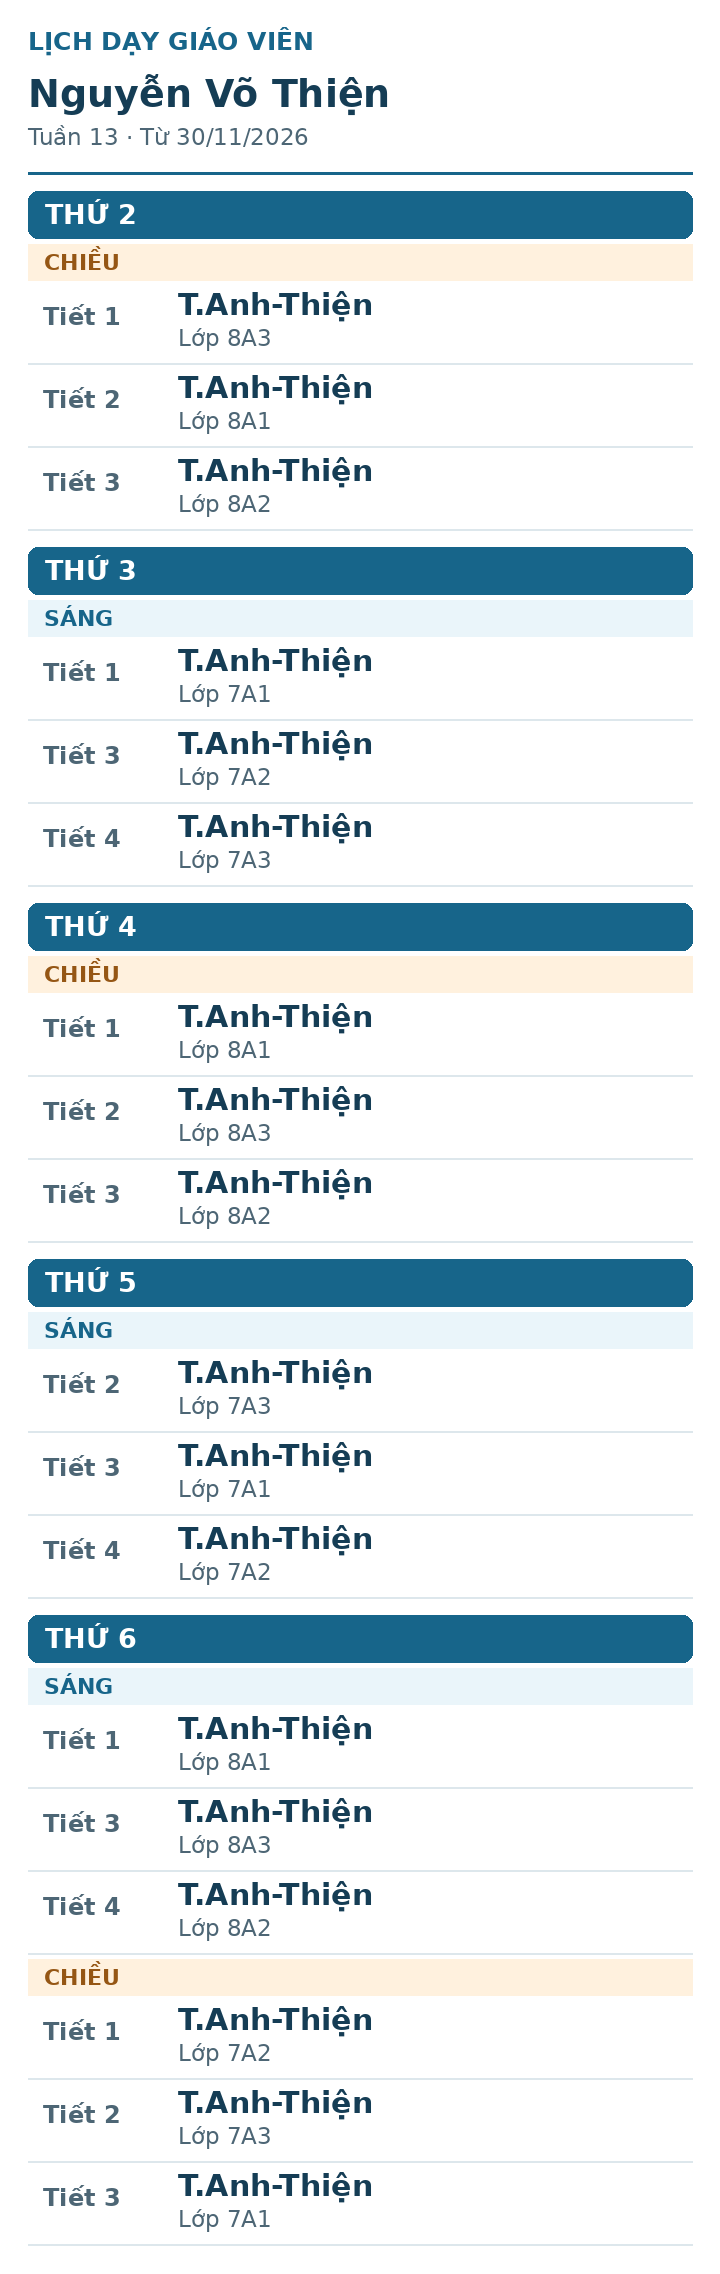 LỊCH DẠY GIÁO VIÊN
Nguyễn Võ Thiện
Tuần 13 · Từ 30/11/2026
THỨ 2
CHIỀU
Tiết 1 T.Anh-Thiện
Lớp 8A3
Tiết 2 T.Anh-Thiện
Lớp 8A1
Tiết 3 T.Anh-Thiện
Lớp 8A2
THỨ 3
SÁNG
Tiết 1 T.Anh-Thiện
Lớp 7A1
Tiết 3 T.Anh-Thiện
Lớp 7A2
Tiết 4 T.Anh-Thiện
Lớp 7A3
THỨ 4
CHIỀU
Tiết 1 T.Anh-Thiện
Lớp 8A1
Tiết 2 T.Anh-Thiện
Lớp 8A3
Tiết 3 T.Anh-Thiện
Lớp 8A2
THỨ 5
SÁNG
Tiết 2 T.Anh-Thiện
Lớp 7A3
Tiết 3 T.Anh-Thiện
Lớp 7A1
Tiết 4 T.Anh-Thiện
Lớp 7A2
THỨ 6
SÁNG
Tiết 1 T.Anh-Thiện
Lớp 8A1
Tiết 3 T.Anh-Thiện
Lớp 8A3
Tiết 4 T.Anh-Thiện
Lớp 8A2
CHIỀU
Tiết 1 T.Anh-Thiện
Lớp 7A2
Tiết 2 T.Anh-Thiện
Lớp 7A3
Tiết 3 T.Anh-Thiện
Lớp 7A1